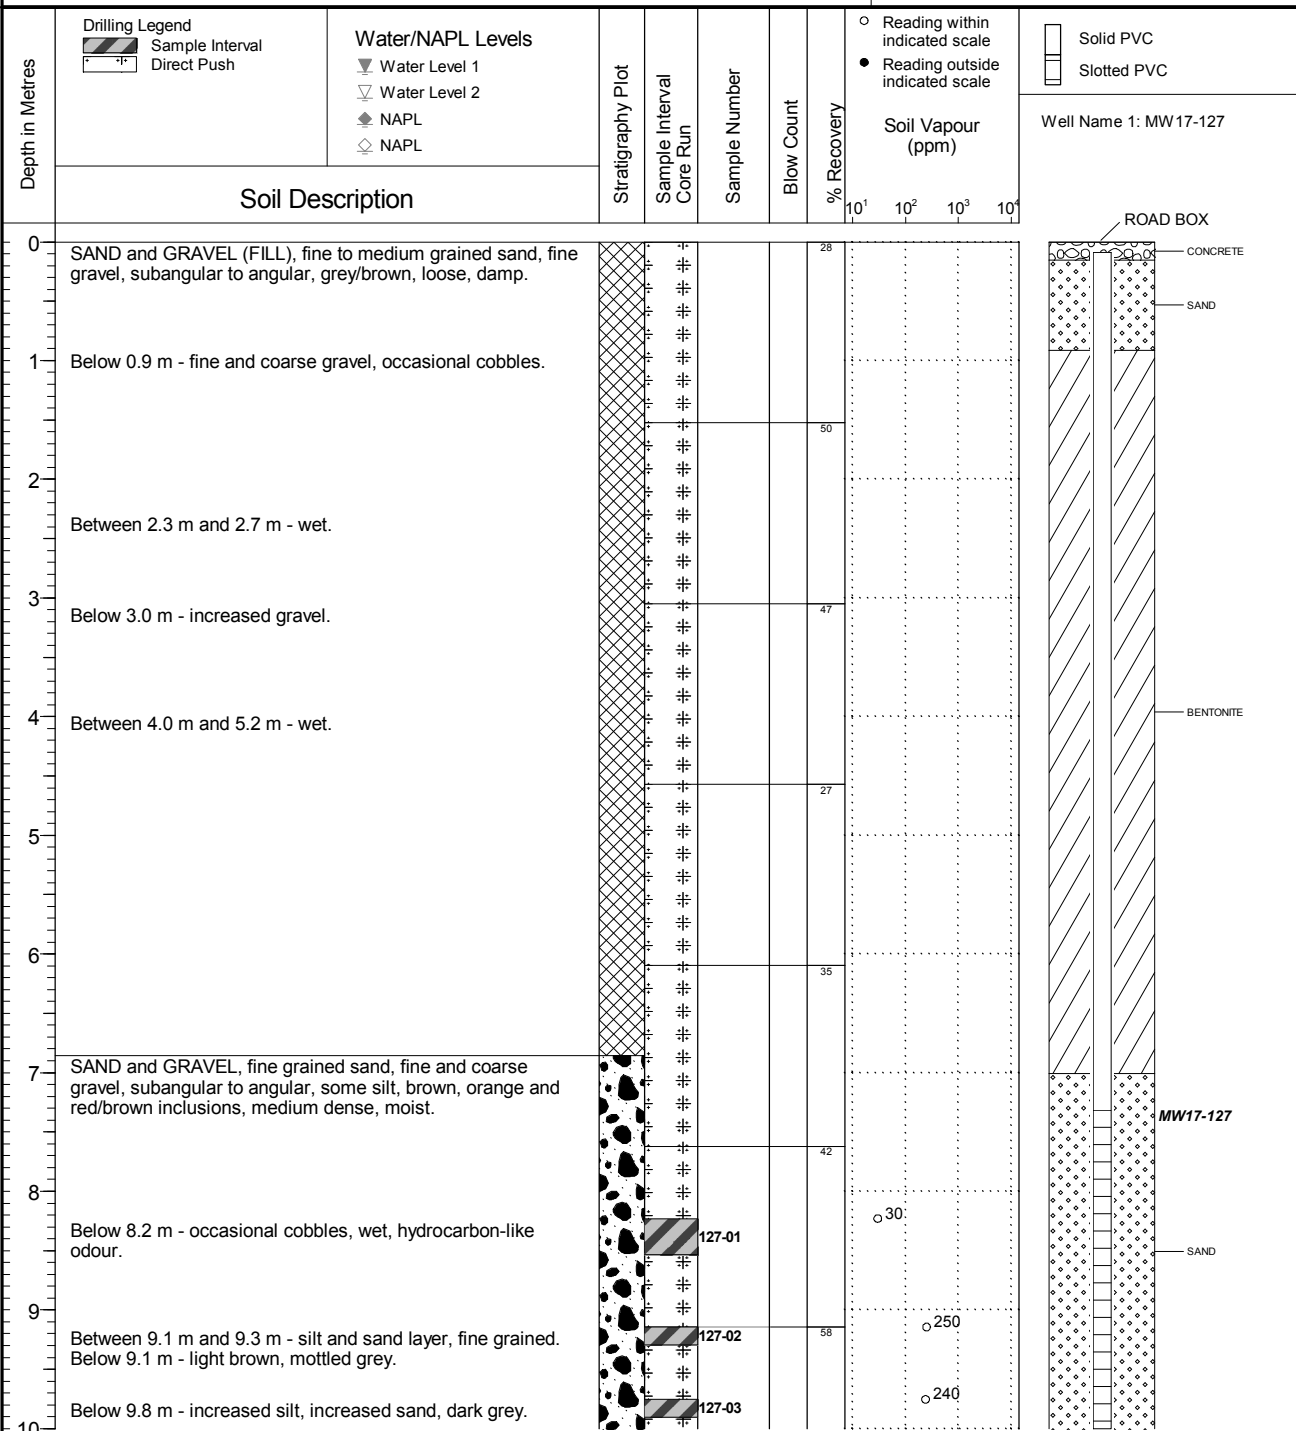 Drilling Legend
Sample Interval
Direct Push
Water/NAPL Levels
Water Level 1
Water Level 2
NAPL
NAPL
Reading within
indicated scale
Reading outside
indicated scale
Solid PVC
Slotted PVC
Depth in Metres
Soil Description
Stratigraphy Plot
Sample Interval
Core Run
Sample Number
Blow Count
% Recovery
Soil Vapour
(ppm)
10¹ 10² 10³ 10⁴
Well Name 1: MW17-127
ROAD BOX
0
SAND and GRAVEL (FILL), fine to medium grained sand, fine
gravel, subangular to angular, grey/brown, loose, damp.
28
CONCRETE
SAND
1
Below 0.9 m - fine and coarse gravel, occasional cobbles.
50
2
Between 2.3 m and 2.7 m - wet.
3
Below 3.0 m - increased gravel.
47
4
Between 4.0 m and 5.2 m - wet.
BENTONITE
27
5
6
35
7
SAND and GRAVEL, fine grained sand, fine and coarse
gravel, subangular to angular, some silt, brown, orange and
red/brown inclusions, medium dense, moist.
MW17-127
42
8
Below 8.2 m - occasional cobbles, wet, hydrocarbon-like
odour.
127-01
30
SAND
9
Between 9.1 m and 9.3 m - silt and sand layer, fine grained.
Below 9.1 m - light brown, mottled grey.
127-02
58
250
Below 9.8 m - increased silt, increased sand, dark grey.
127-03
240
10